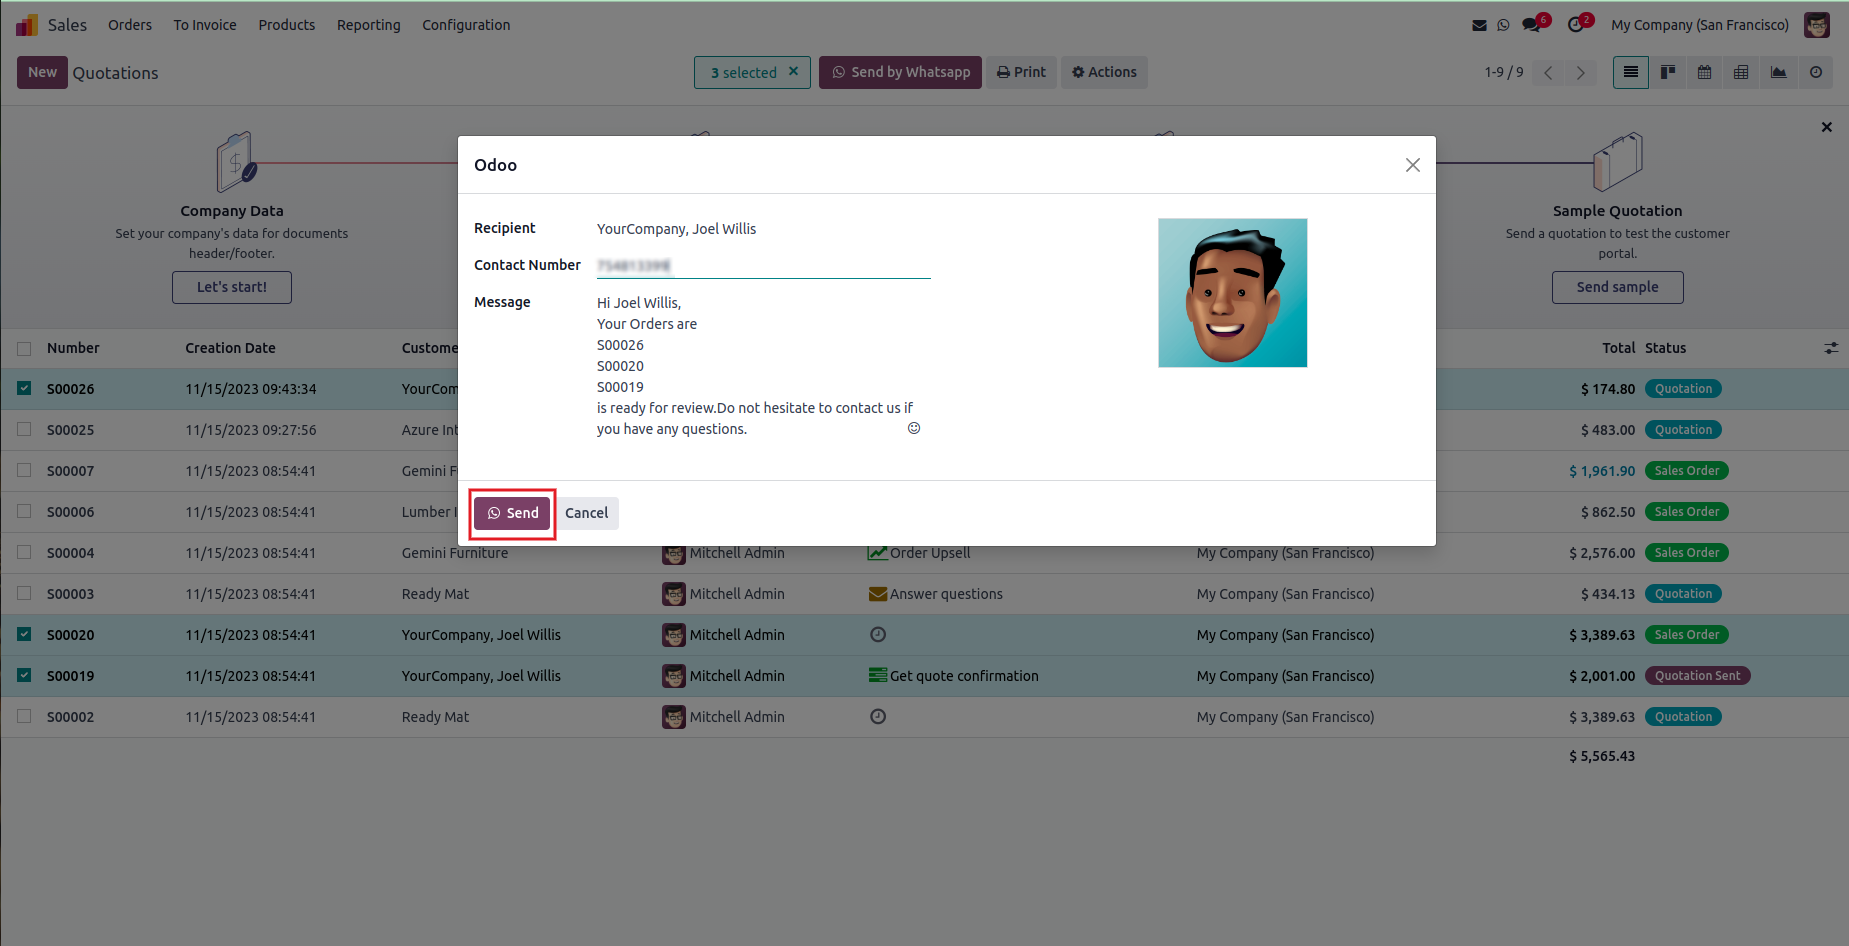 Sales Orders To Invoice Products Reporting Configuration 6 2 My Company (San Francisco)
New Quotations 3 selected × Send by Whatsapp Print Actions 1-9 / 9
Company Data
Set your company's data for documents
header/footer.
Let's start!
Odoo
Recipient YourCompany, Joel Willis
Contact Number
Message Hi Joel Willis,
Your Orders are
S00026
S00020
S00019
is ready for review.Do not hesitate to contact us if
you have any questions.
Send Cancel
Sample Quotation
Send a quotation to test the customer
portal.
Send sample
Number Creation Date Custome Total Status
S00026 11/15/2023 09:43:34 YourCom $ 174.80 Quotation
S00025 11/15/2023 09:27:56 Azure Int $ 483.00 Quotation
S00007 11/15/2023 08:54:41 Gemini F $ 1,961.90 Sales Order
S00006 11/15/2023 08:54:41 Lumber I $ 862.50 Sales Order
S00004 11/15/2023 08:54:41 Gemini Furniture Mitchell Admin Order Upsell My Company (San Francisco) $ 2,576.00 Sales Order
S00003 11/15/2023 08:54:41 Ready Mat Mitchell Admin Answer questions My Company (San Francisco) $ 434.13 Quotation
S00020 11/15/2023 08:54:41 YourCompany, Joel Willis Mitchell Admin My Company (San Francisco) $ 3,389.63 Sales Order
S00019 11/15/2023 08:54:41 YourCompany, Joel Willis Mitchell Admin Get quote confirmation My Company (San Francisco) $ 2,001.00 Quotation Sent
S00002 11/15/2023 08:54:41 Ready Mat Mitchell Admin My Company (San Francisco) $ 3,389.63 Quotation
$ 5,565.43